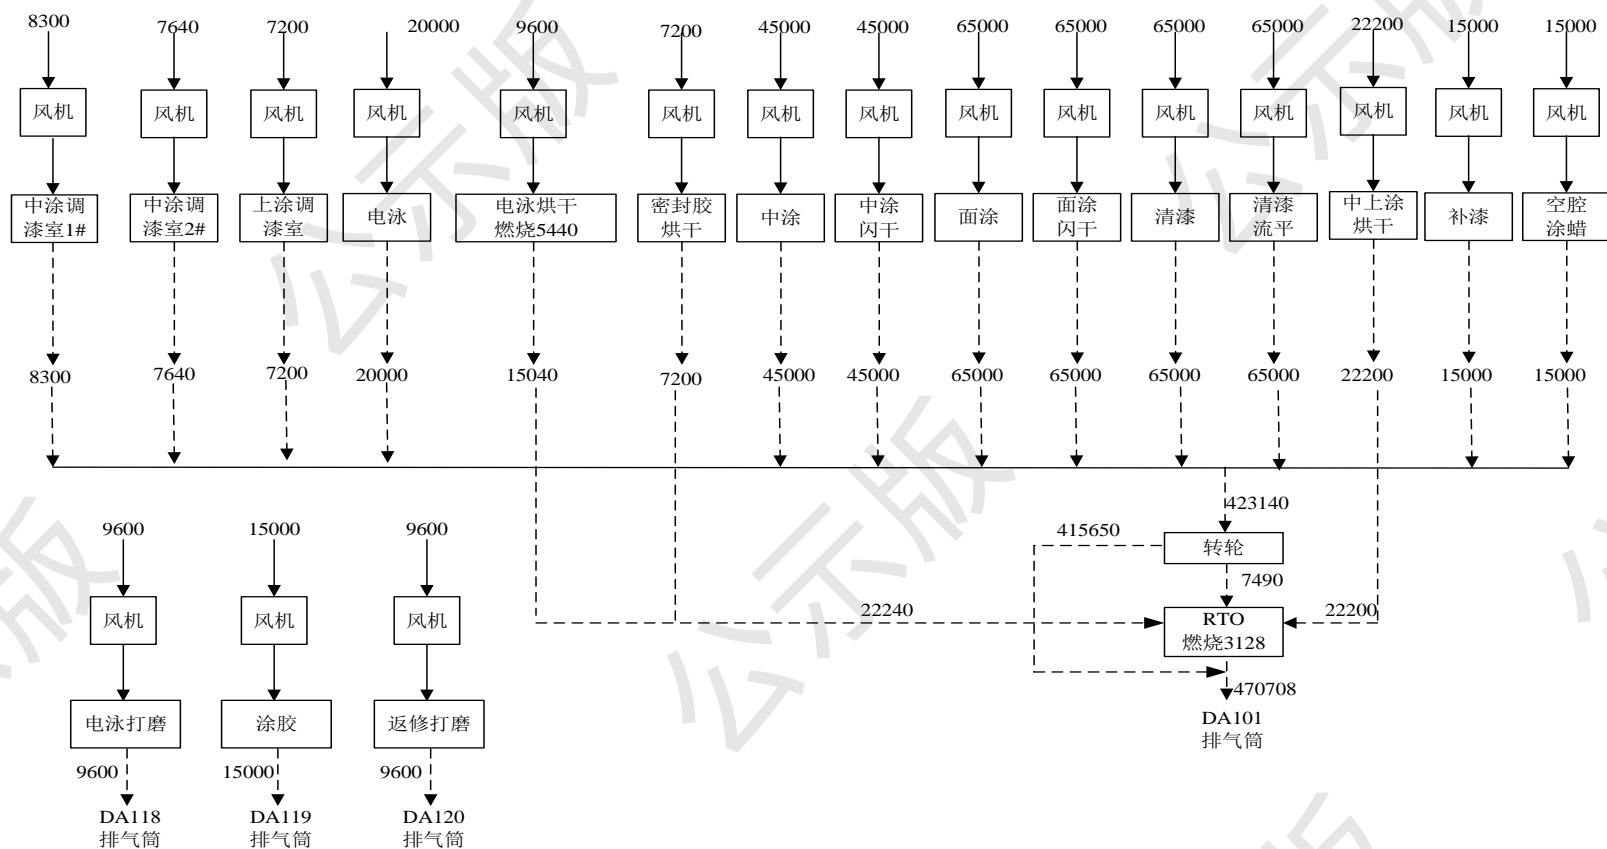 8300 7640 7200 20000 9600 7200 45000 45000 65000 65000 65000 65000 22200 15000 15000
风机 风机 风机 风机 风机 风机 风机 风机 风机 风机 风机 风机 风机 风机 风机
中涂调 中涂调 上涂调 电泳 电泳烘干 密封胶 中涂 中涂 面涂 面涂 清漆 清漆 中上涂 补漆 空腔
漆室1# 漆室2# 漆室 燃烧5440 烘干 闪干 闪干 流平 烘干 涂蜡
8300 7640 7200 20000 15040 7200 45000 45000 65000 65000 65000 65000 22200 15000 15000
423140
9600 15000 9600 415650
转轮
7490
风机 风机 风机 22240 RTO 22200
燃烧3128
470708
电泳打磨 涂胶 返修打磨 DA101
排气筒
9600 15000 9600
DA118 DA119 DA120
排气筒 排气筒 排气筒
公示版
公示版
公示版